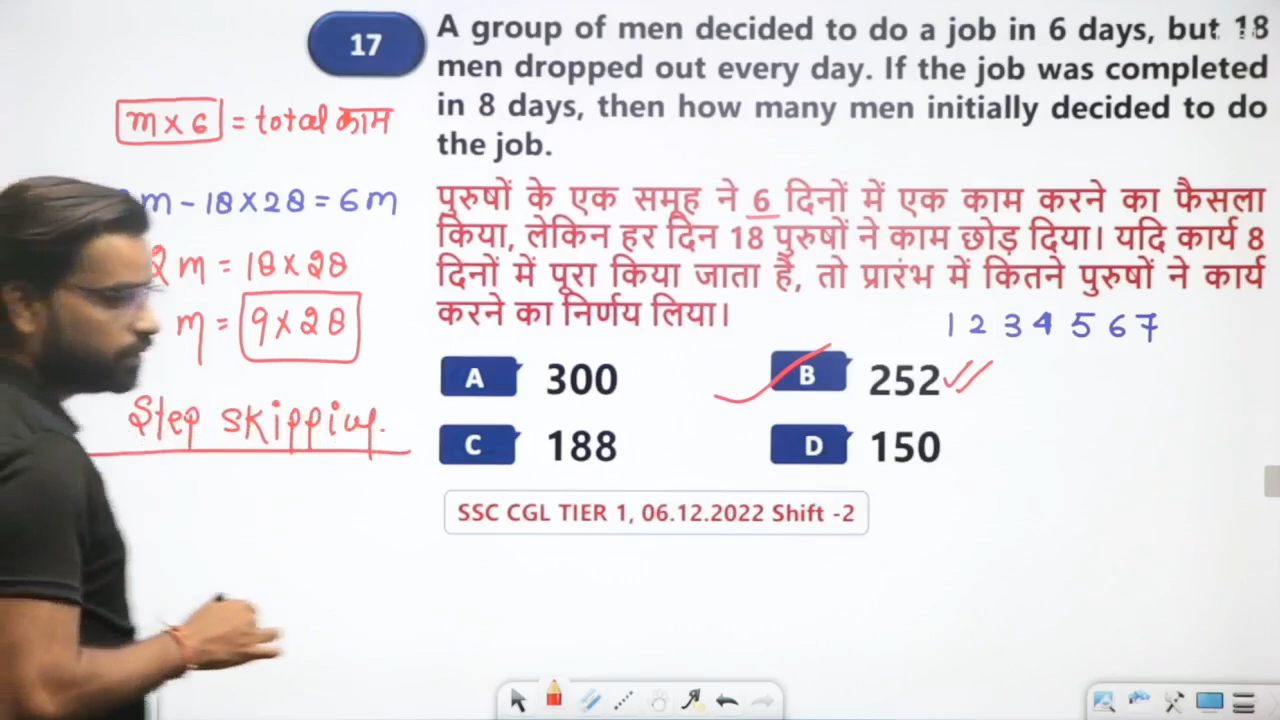 17
A group of men decided to do a job in 6 days, but 18
men dropped out every day. If the job was completed
in 8 days, then how many men initially decided to do
the job.
m x 6 = total काम
m - 18 x 28 = 6m
2m = 18 x 28
m = 9 x 28
Step skipping.
पुरुषों के एक समूह ने 6 दिनों में एक काम करने का फैसला
किया, लेकिन हर दिन 18 पुरुषों ने काम छोड़ दिया। यदि कार्य 8
दिनों में पूरा किया जाता है, तो प्रारंभ में कितने पुरुषों ने कार्य
करने का निर्णय लिया।
1 2 3 4 5 6 7
A 300
B 252
C 188
D 150
SSC CGL TIER 1, 06.12.2022 Shift -2